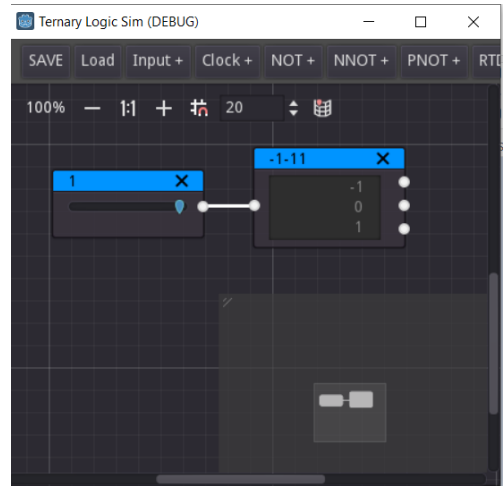 Ternary Logic Sim (DEBUG)
SAVE Load Input + Clock + NOT + NNOT + PNOT +
100% 1:1 20
-1-11
1
-1
0
1